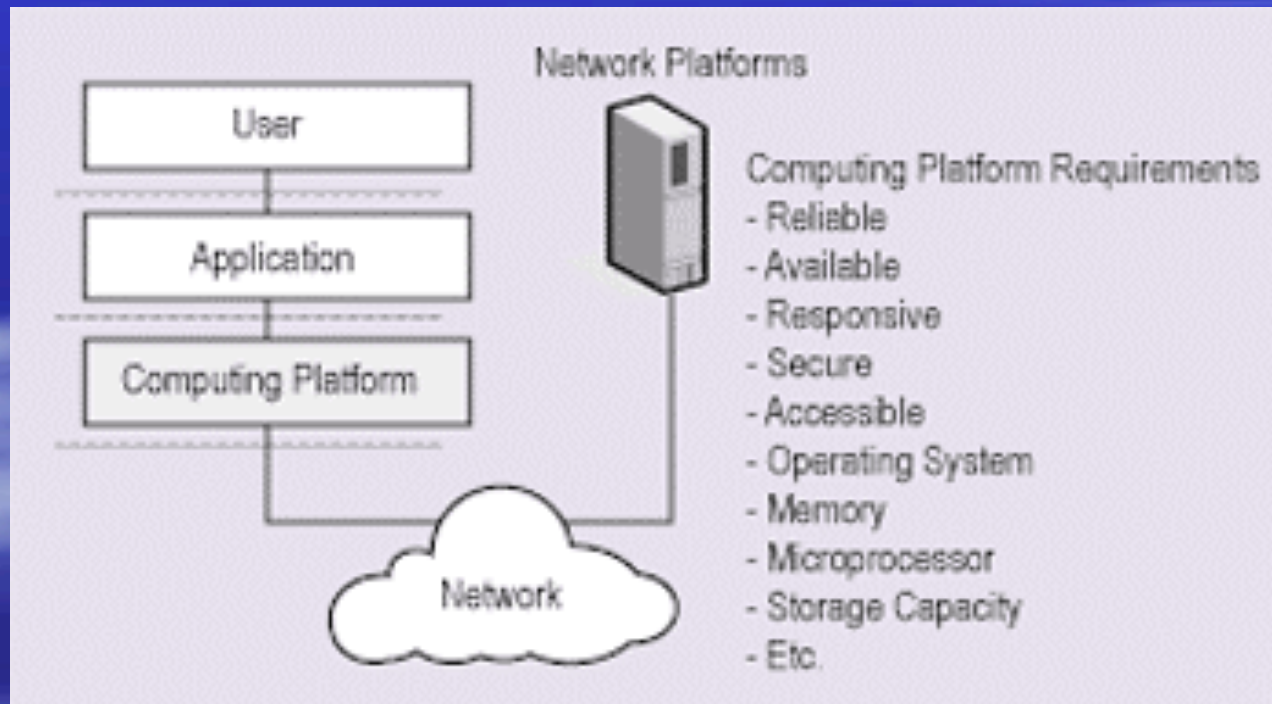 User
Application
Computing Platform
Network
Network Platforms
Computing Platform Requirements
- Reliable
- Available
- Responsive
- Secure
- Accessible
- Operating System
- Memory
- Microprocessor
- Storage Capacity
- Etc.